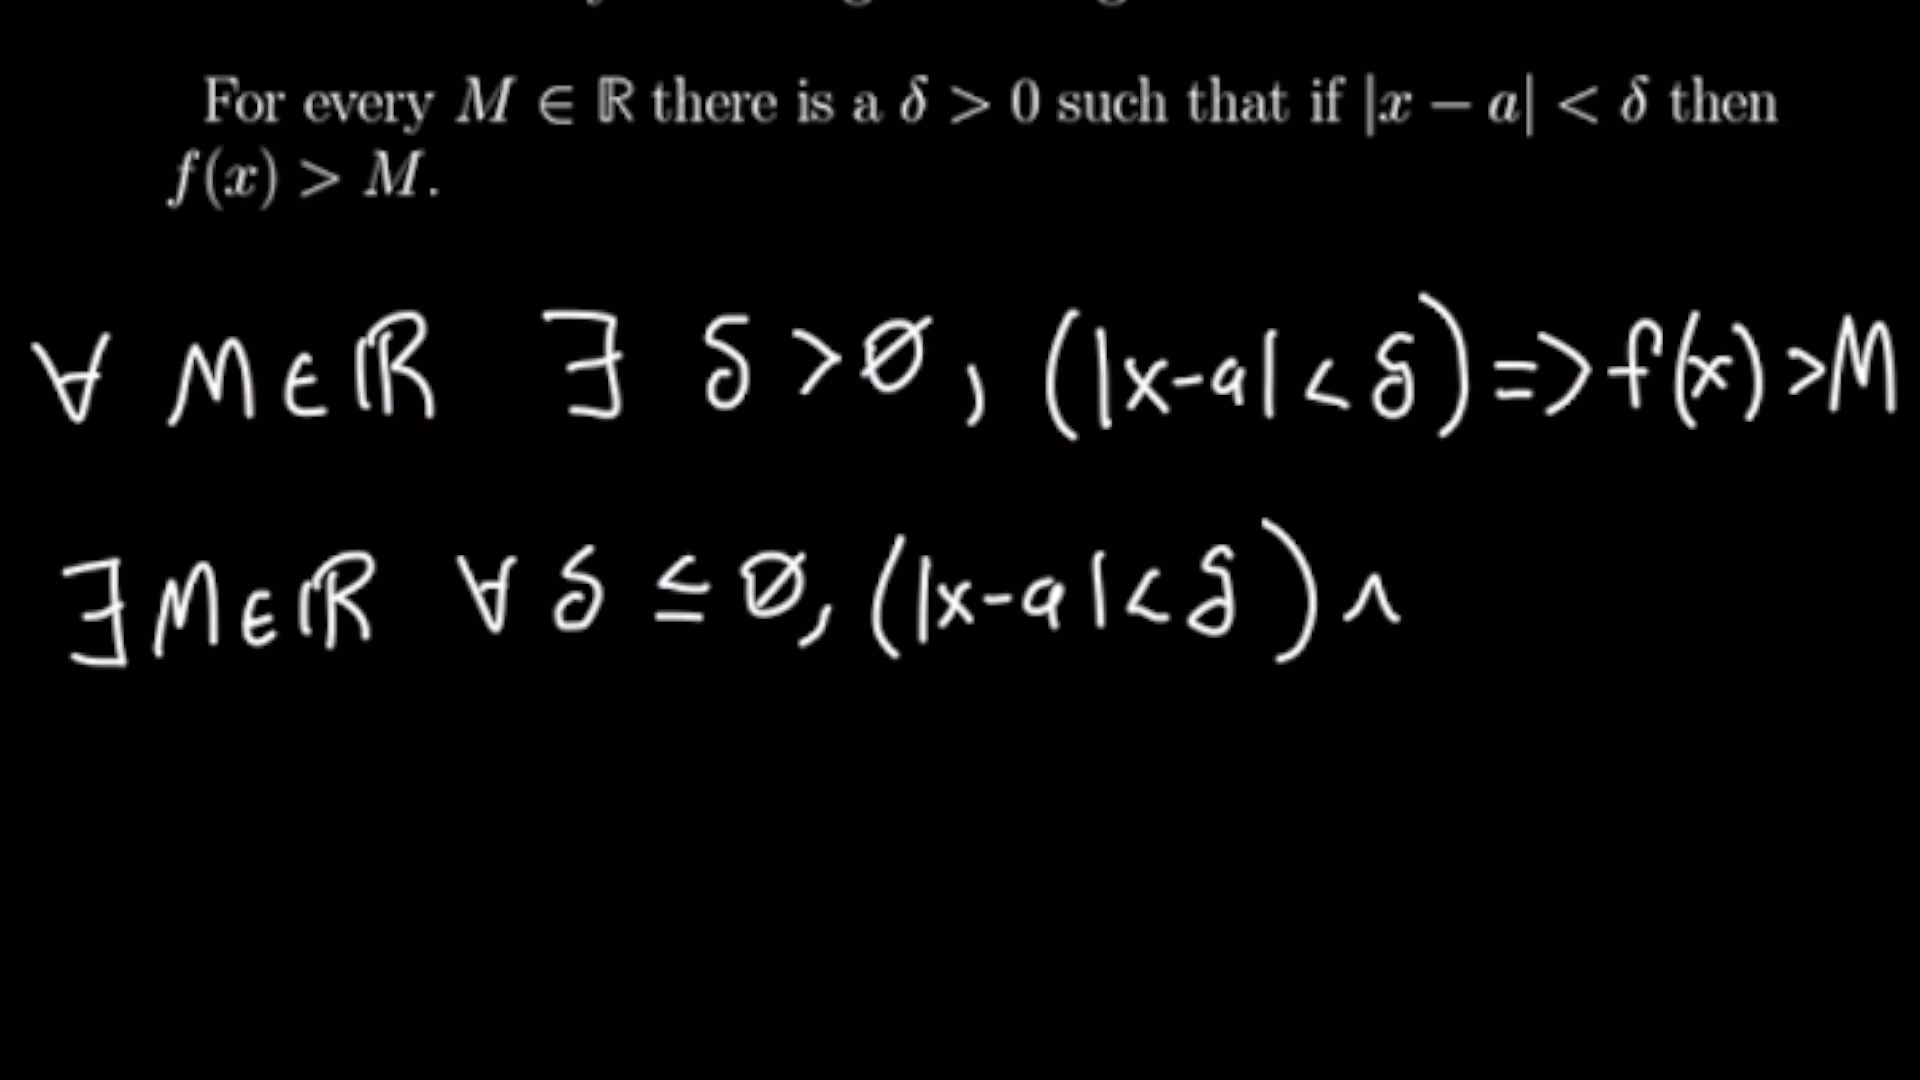 For every M ∈ ℝ there is a δ > 0 such that if |x − a| < δ then
f(x) > M.
∀ M∈ℝ ∃ δ>0, (|x-a|<δ)=>f(x)>M
∃M∈ℝ ∀δ≤0, (|x-a|<δ)∧